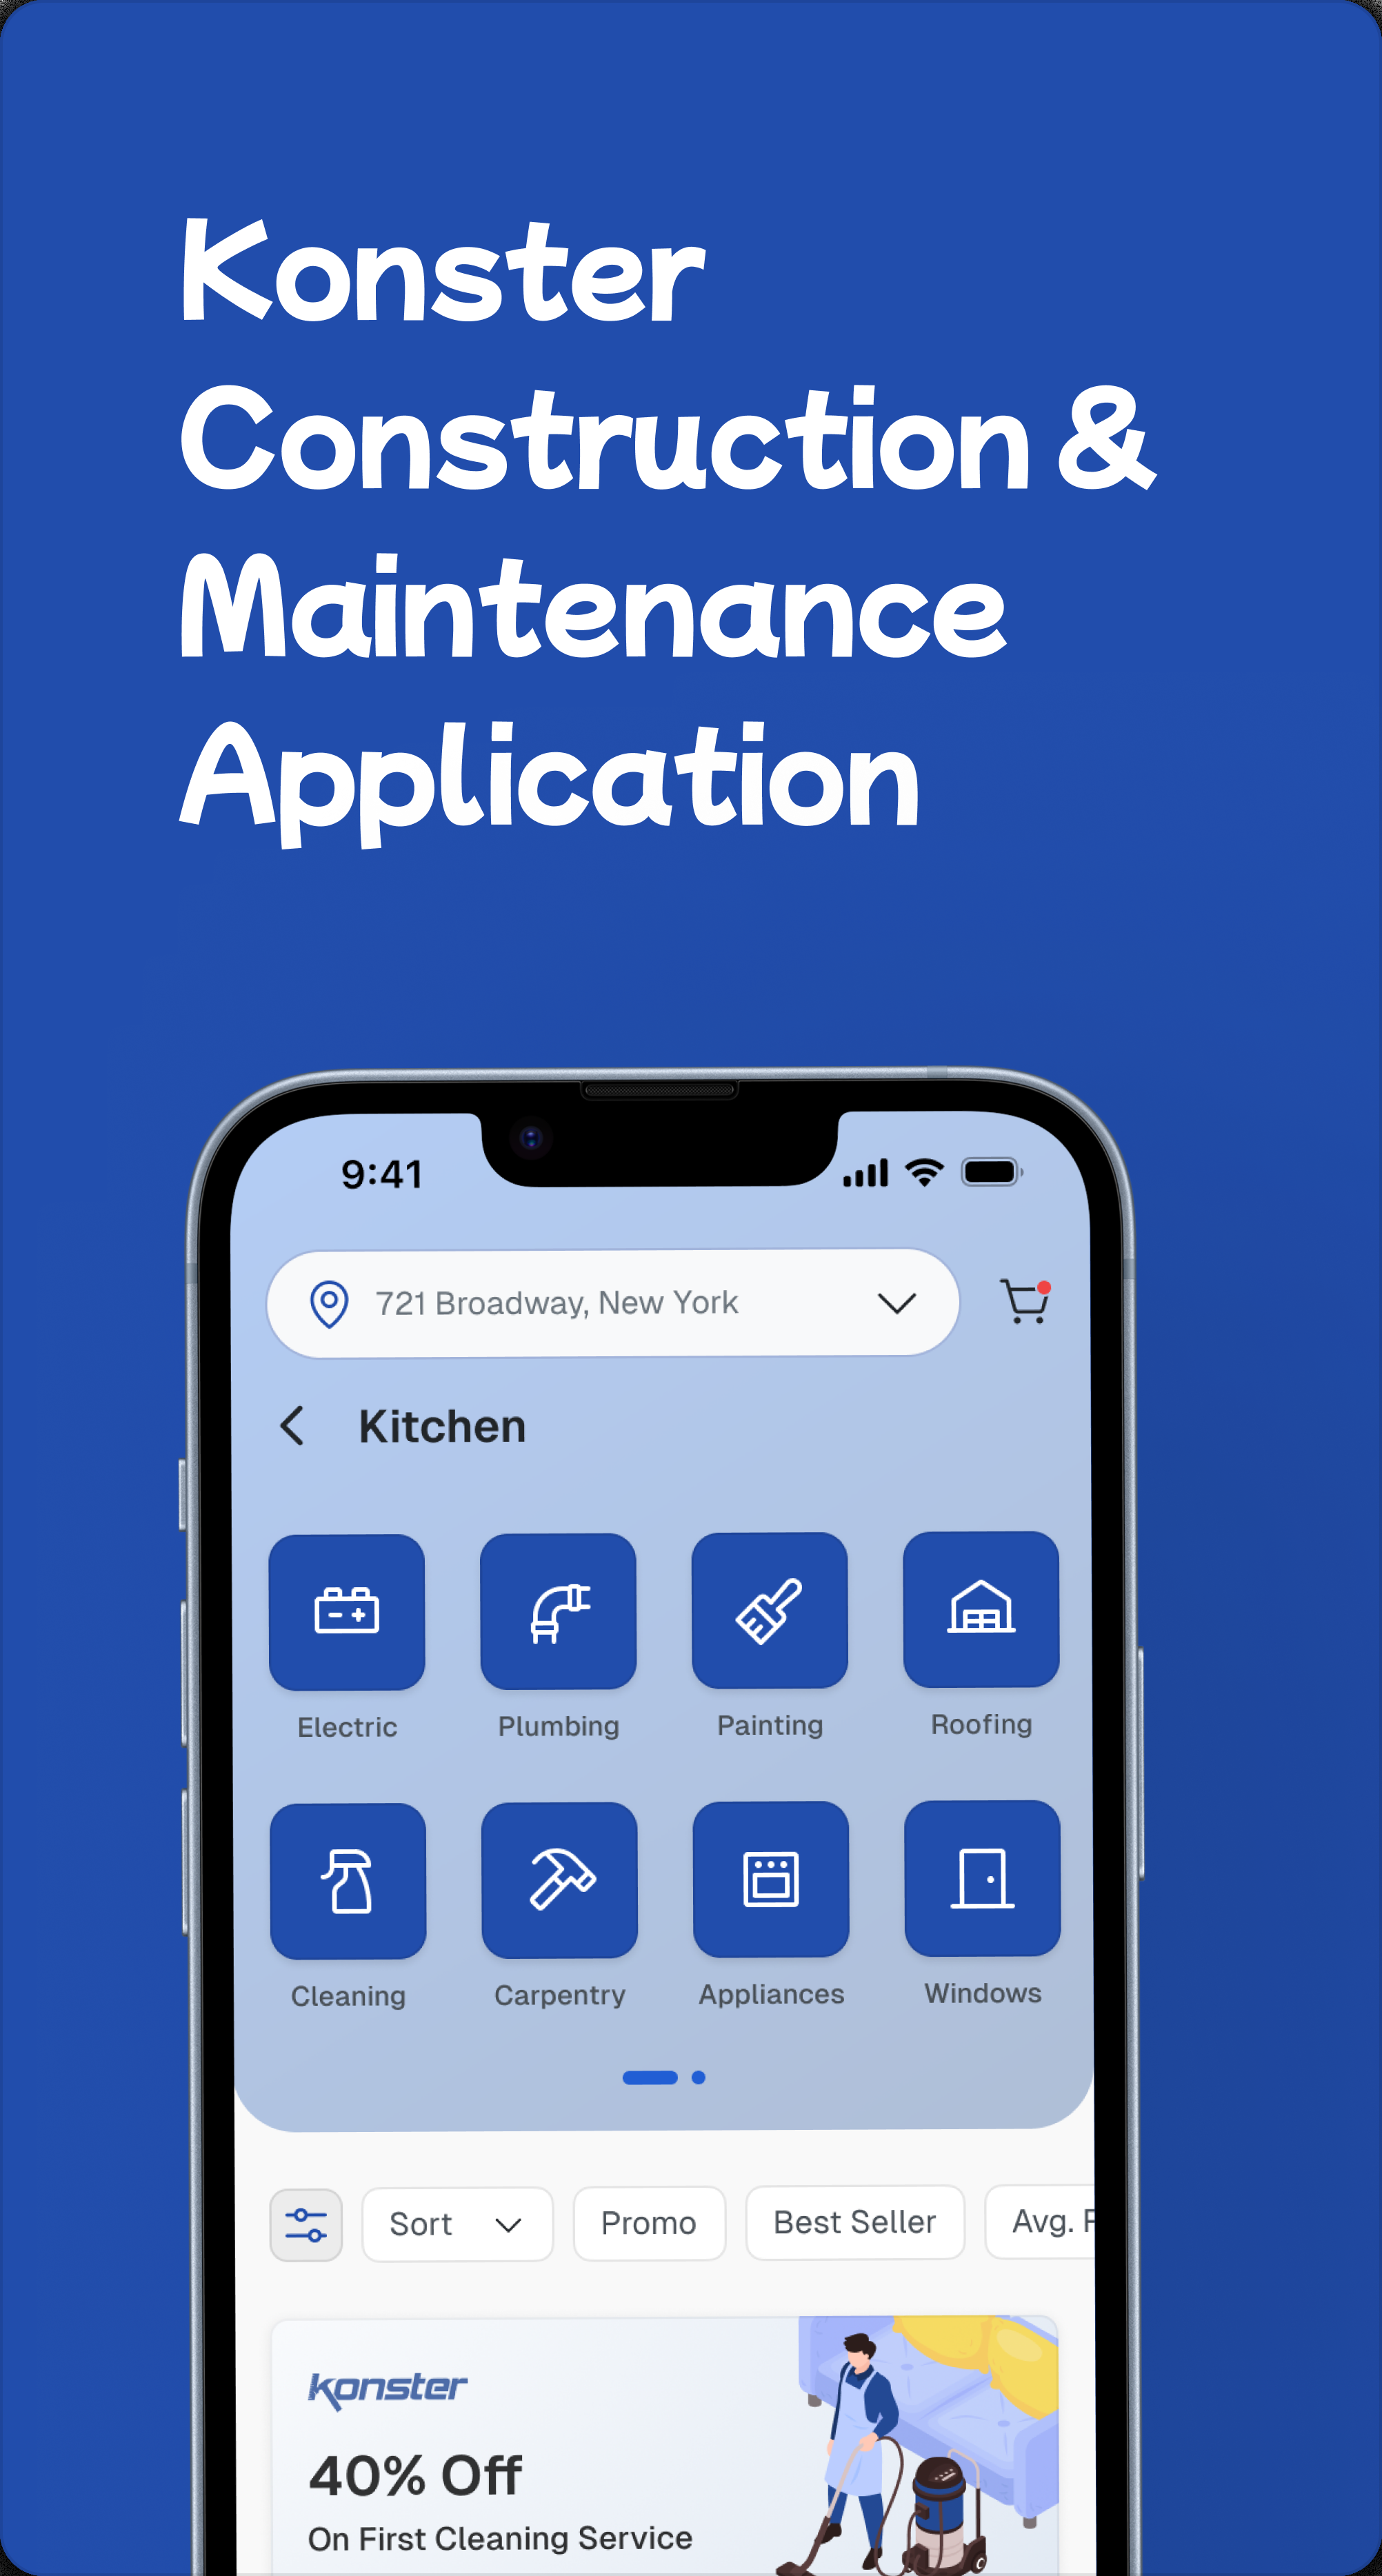 Konster
Construction &
Maintenance
Application
9:41
721 Broadway, New York
Kitchen
Electric Plumbing Painting Roofing
Cleaning Carpentry Appliances Windows
Sort Promo Best Seller Avg.
konster
40% Off
On First Cleaning Service